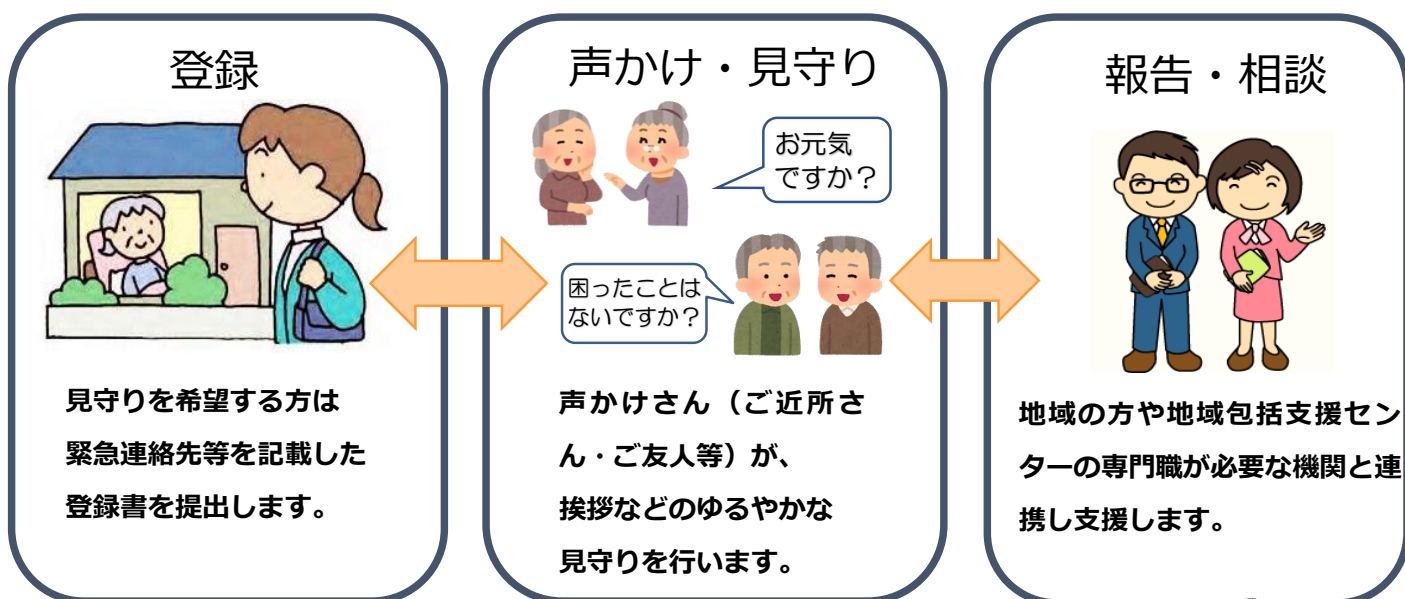 登録
見守りを希望する方は
緊急連絡先等を記載した
登録書を提出します。
声かけ・見守り
お元気
ですか？
困ったことは
ないですか？
声かけさん（ご近所さ
ん・ご友人等）が、
挨拶などのゆるやかな
見守りを行います。
報告・相談
地域の方や地域包括支援セン
ターの専門職が必要な機関と連
携し支援します。